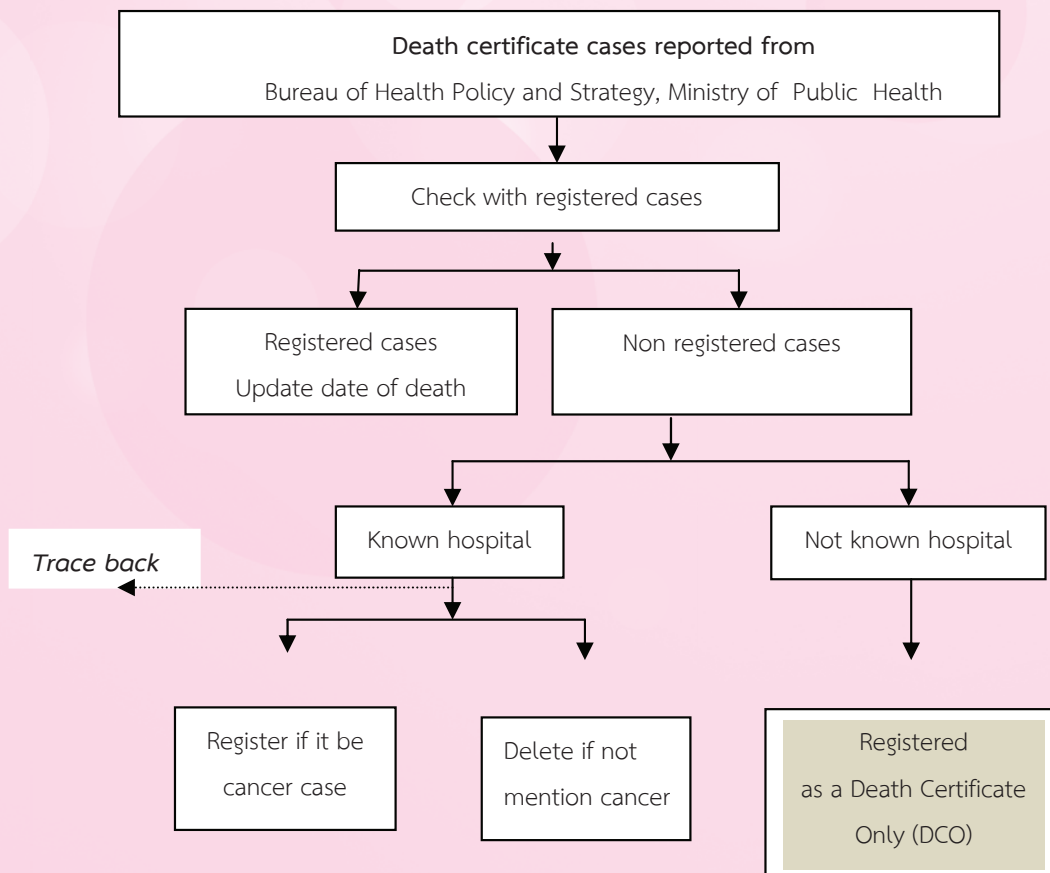 Death certificate cases reported from
Bureau of Health Policy and Strategy, Ministry of Public Health
Check with registered cases
Registered cases
Update date of death
Non registered cases
Known hospital
Not known hospital
Trace back
Register if it be
cancer case
Delete if not
mention cancer
Registered
as a Death Certificate
Only (DCO)